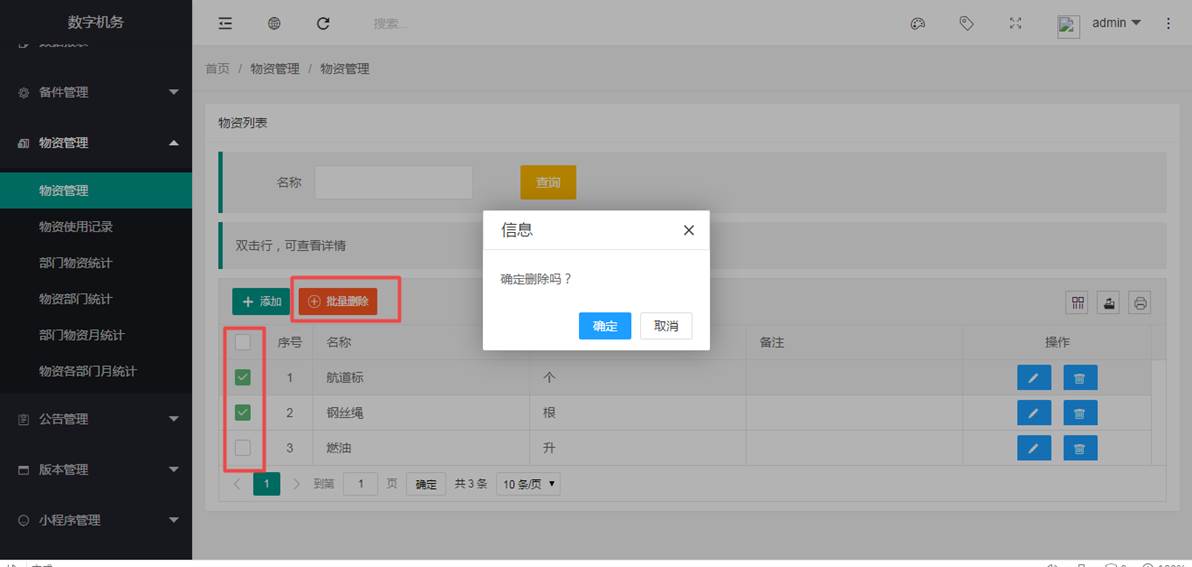 数字机务
搜索...
admin
首页 / 物资管理 / 物资管理
备件管理
物资管理
物资管理
物资使用记录
部门物资统计
物资部门统计
部门物资月统计
物资各部门月统计
公告管理
版本管理
小程序管理
物资列表
名称
查询
双击行，可查看详情
添加 批量删除
信息
确定删除吗？
确定 取消
序号 名称 备注 操作
1 航道标 个
2 钢丝绳 根
3 燃油 升
1 到第 1 页 确定 共 3 条 10 条/页